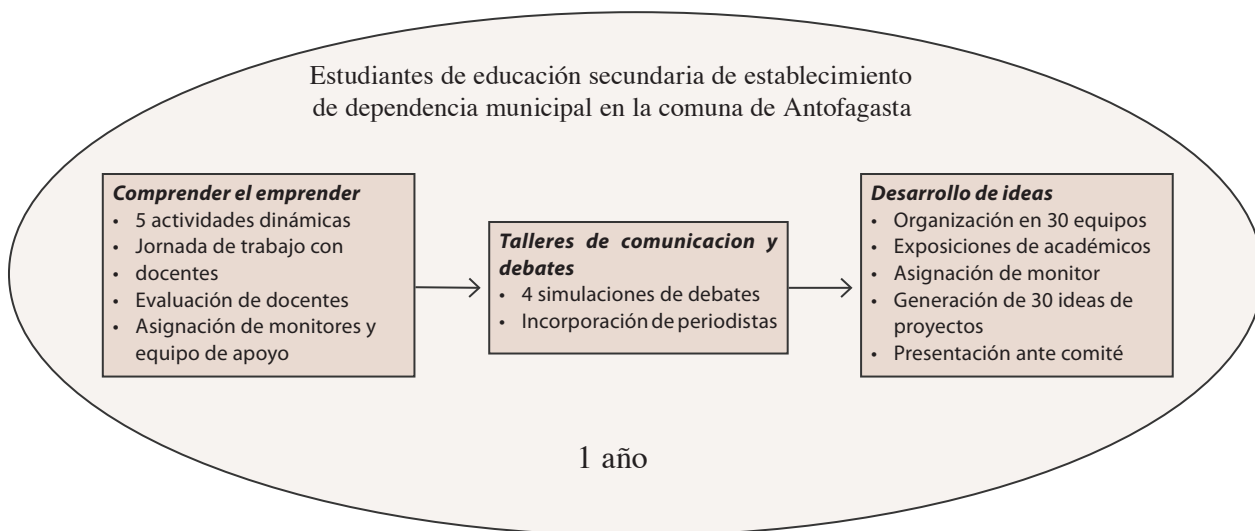 Estudiantes de educación secundaria de establecimiento
de dependencia municipal en la comuna de Antofagasta
Comprender el emprender
• 5 actividades dinámicas
• Jornada de trabajo con
• docentes
• Evaluación de docentes
• Asignación de monitores y
equipo de apoyo
Talleres de comunicacion y
debates
• 4 simulaciones de debates
• Incorporación de periodistas
Desarrollo de ideas
• Organización en 30 equipos
• Exposiciones de académicos
• Asignación de monitor
• Generación de 30 ideas de
proyectos
• Presentación ante comité
1 año